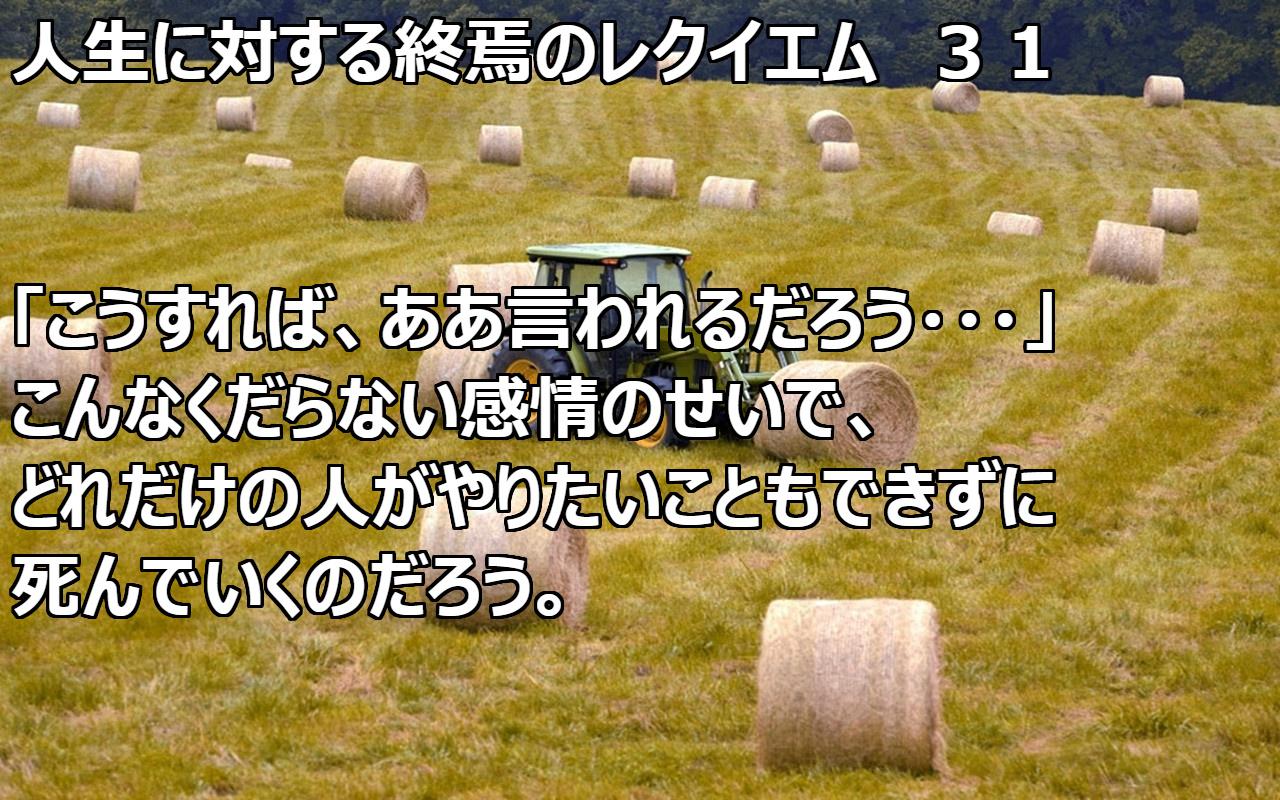 人生に対する終焉のレクイエム　３１
「こうすれば、ああ言われるだろう・・・」
こんなくだらない感情のせいで、
どれだけの人がやりたいこともできずに
死んでいくのだろう。